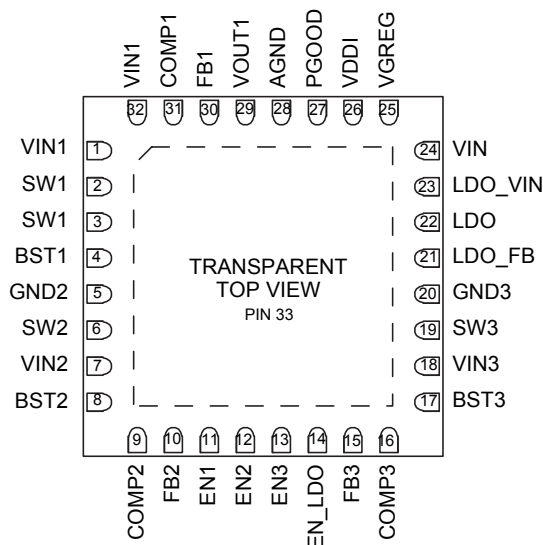 VIN1
COMP1
FB1
VOUT1
AGND
PGOOD
VDDI
VGREG
32 31 30 29 28 27 26 25
VIN1 1
SW1 2
SW1 3
BST1 4
GND2 5
SW2 6
VIN2 7
BST2 8
TRANSPARENT
TOP VIEW
PIN 33
24 VIN
23 LDO_VIN
22 LDO
21 LDO_FB
20 GND3
19 SW3
18 VIN3
17 BST3
9 10 11 12 13 14 15 16
COMP2
FB2
EN1
EN2
EN3
EN_LDO
FB3
COMP3